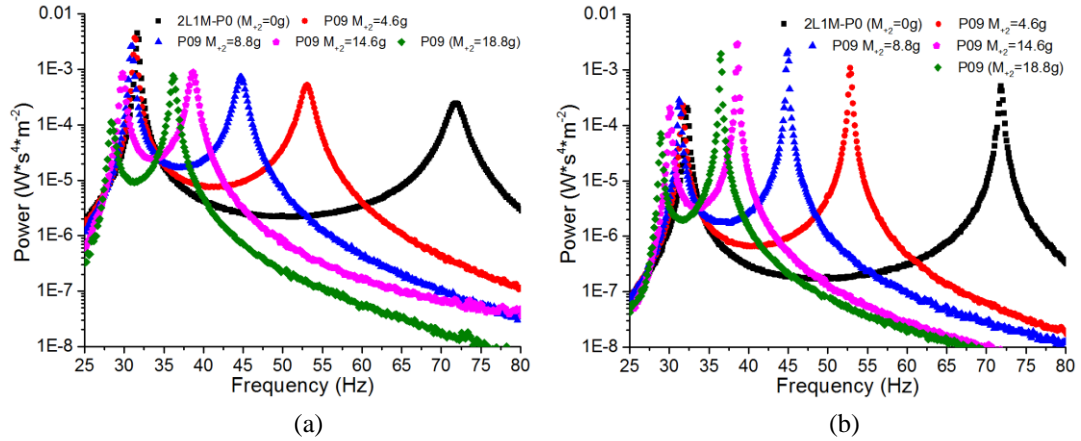 2L1M-P0 (M+2=0g) P09 M+2=4.6g
P09 M+2=8.8g P09 M+2=14.6g P09 (M+2=18.8g)
Power (W*s⁴*m⁻²)
0.01
1E-3
1E-4
1E-5
1E-6
1E-7
1E-8
25 30 35 40 45 50 55 60 65 70 75 80
Frequency (Hz)
(a)
2L1M-P0 (M+2=0g) P09 M+2=4.6g
P09 M+2=8.8g P09 M+2=14.6g
P09 (M+2=18.8g)
Power (W*s⁴*m⁻²)
0.01
1E-3
1E-4
1E-5
1E-6
1E-7
1E-8
25 30 35 40 45 50 55 60 65 70 75 80
Frequency (Hz)
(b)